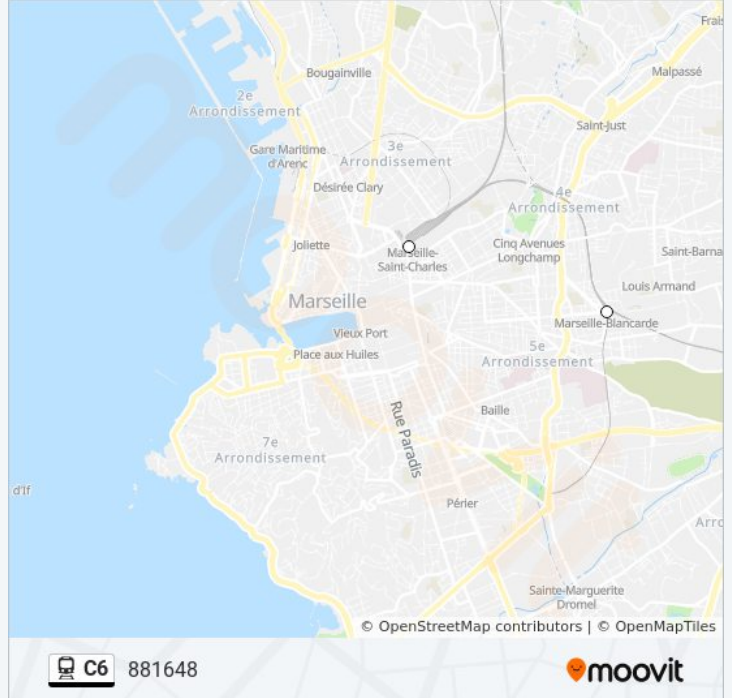 Frais
Bougainville
Malpassé
2e
Arrondissement
Saint-Just
Gare Maritime
d'Arenc
3e
Arrondissement
Désirée Clary
4e
Arrondissement
Joliette
Marseille-
Saint-Charles
Cinq Avenues
Longchamp
Saint-Barna
Louis Armand
Marseille
Marseille-Blancarde
Vieux Port
Place aux Huiles
5e
Arrondissement
Rue Paradis
Baille
7e
Arrondissement
d'If
Périer
Arro
Sainte-Marguerite
Dromel
© OpenStreetMap contributors | © OpenMapTiles
C6 881648
moovit